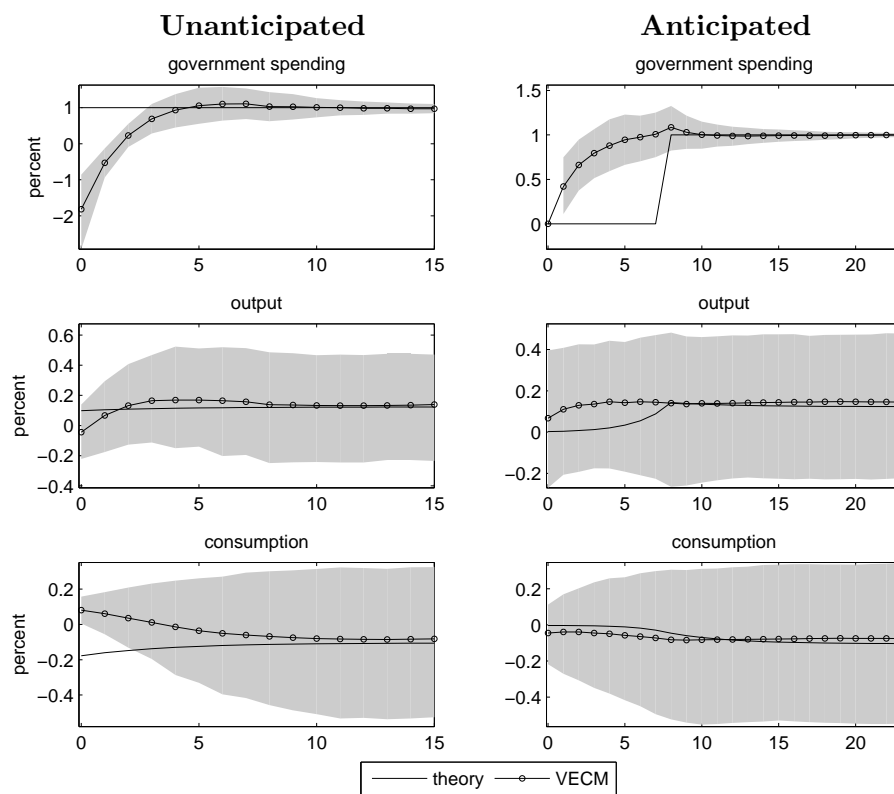 Unanticipated Anticipated
government spending government spending
percent
1
0
−1
−2
0 5 10 15
1.5
1
0.5
0
0 5 10 15 20
output output
percent
0.6
0.4
0.2
0
−0.2
−0.4
0 5 10 15
0.4
0.2
0
−0.2
0 5 10 15 20
consumption consumption
percent
0.2
0
−0.2
−0.4
0 5 10 15
0.2
0
−0.2
−0.4
0 5 10 15 20
theory VECM